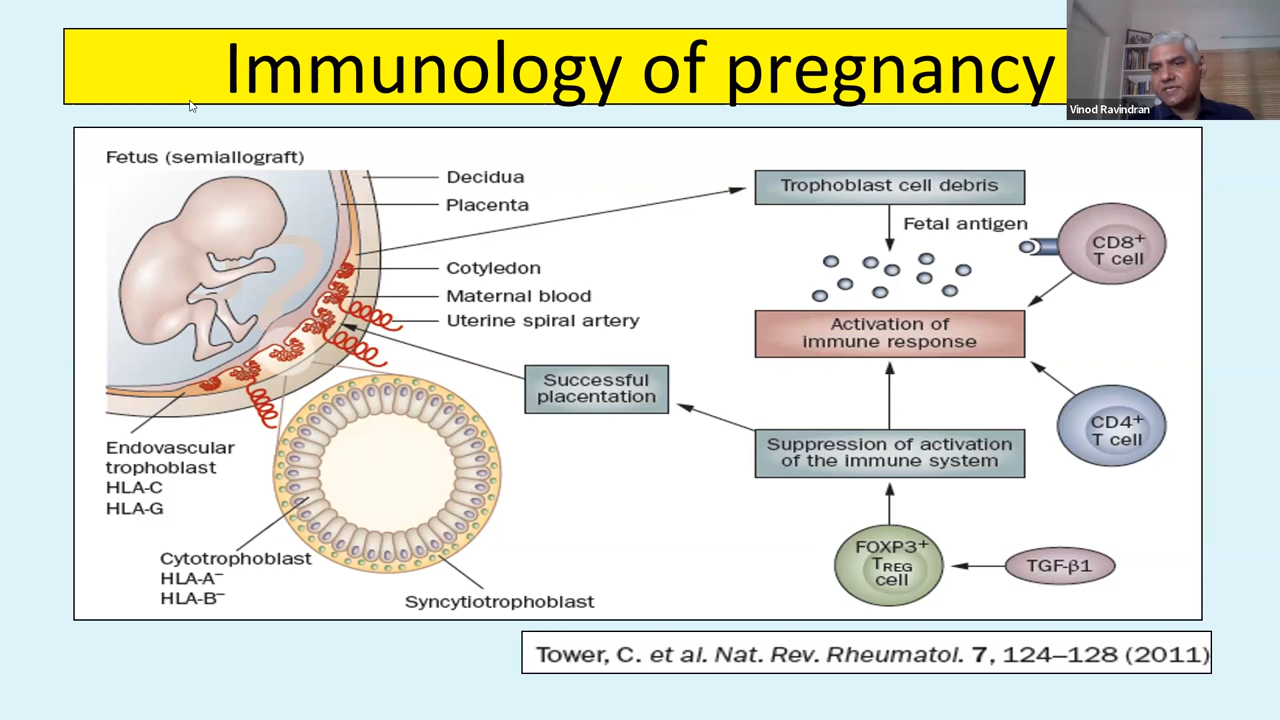 Immunology of pregnancy
Vinod Ravindran
Fetus (semiallograft)
Decidua
Placenta
Cotyledon
Maternal blood
Uterine spiral artery
Endovascular
trophoblast
HLA-C
HLA-G
Cytotrophoblast
HLA-A⁻
HLA-B⁻
Syncytiotrophoblast
Successful
placentation
Trophoblast cell debris
Fetal antigen
CD8⁺
T cell
Activation of
immune response
CD4⁺
T cell
Suppression of activation
of the immune system
FOXP3⁺
TREG
cell
TGF-β1
Tower, C. et al. Nat. Rev. Rheumatol. 7, 124–128 (2011)